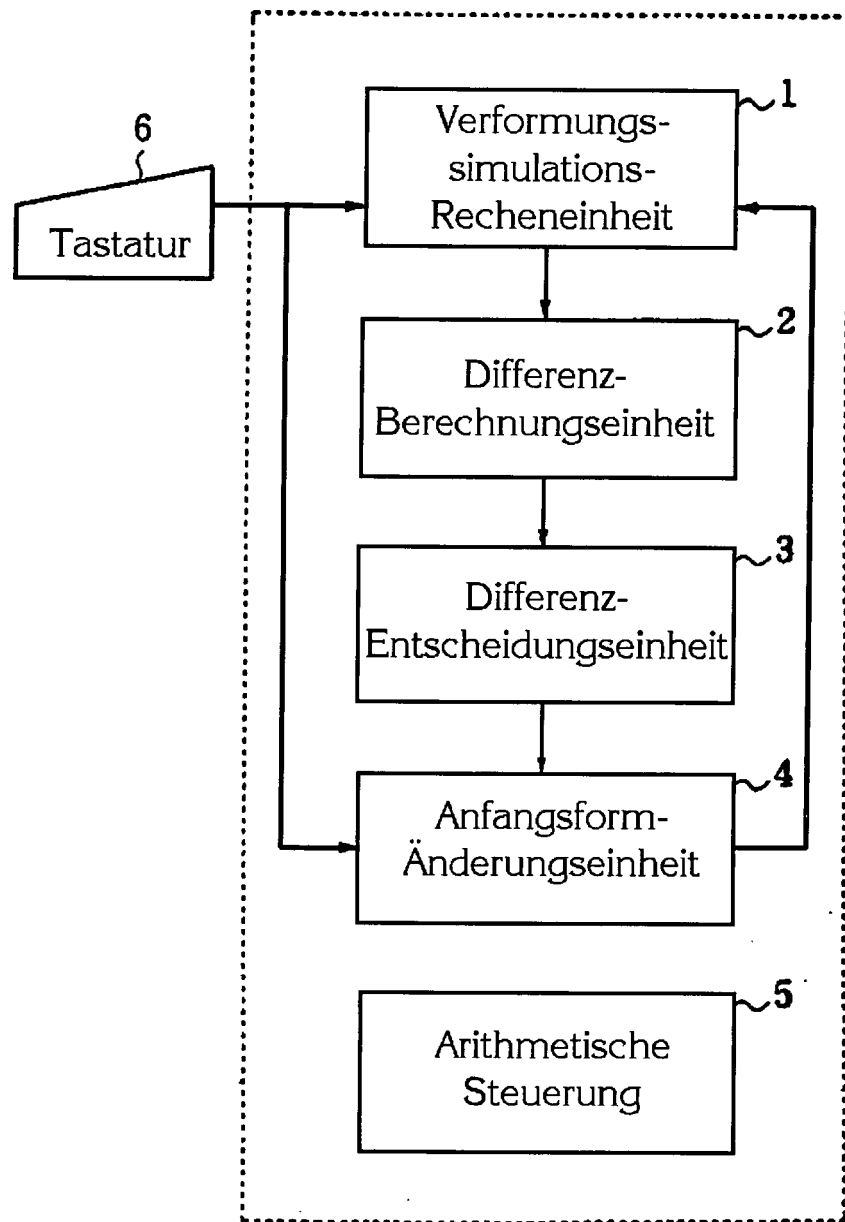 1
Verformungs-
simulations-
Recheneinheit
6
Tastatur
2
Differenz-
Berechnungseinheit
3
Differenz-
Entscheidungseinheit
4
Anfangsform-
Änderungseinheit
5
Arithmetische
Steuerung